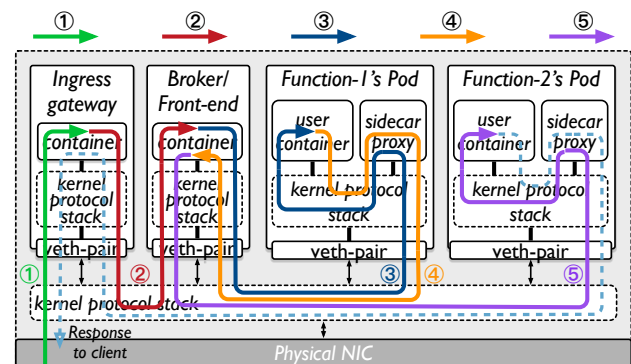 ① ② ③ ④ ⑤
Ingress
gateway
container
kernel
protocol
stack
veth-pair
Broker/
Front-end
container
kernel
protocol
stack
veth-pair
Function-1's Pod
user
container
sidecar
proxy
kernel protocol
stack
veth-pair
Function-2's Pod
user
container
sidecar
proxy
kernel protocol
stack
veth-pair
① ② ③ ④ ⑤
kernel protocol stack
Response
to client
Physical NIC